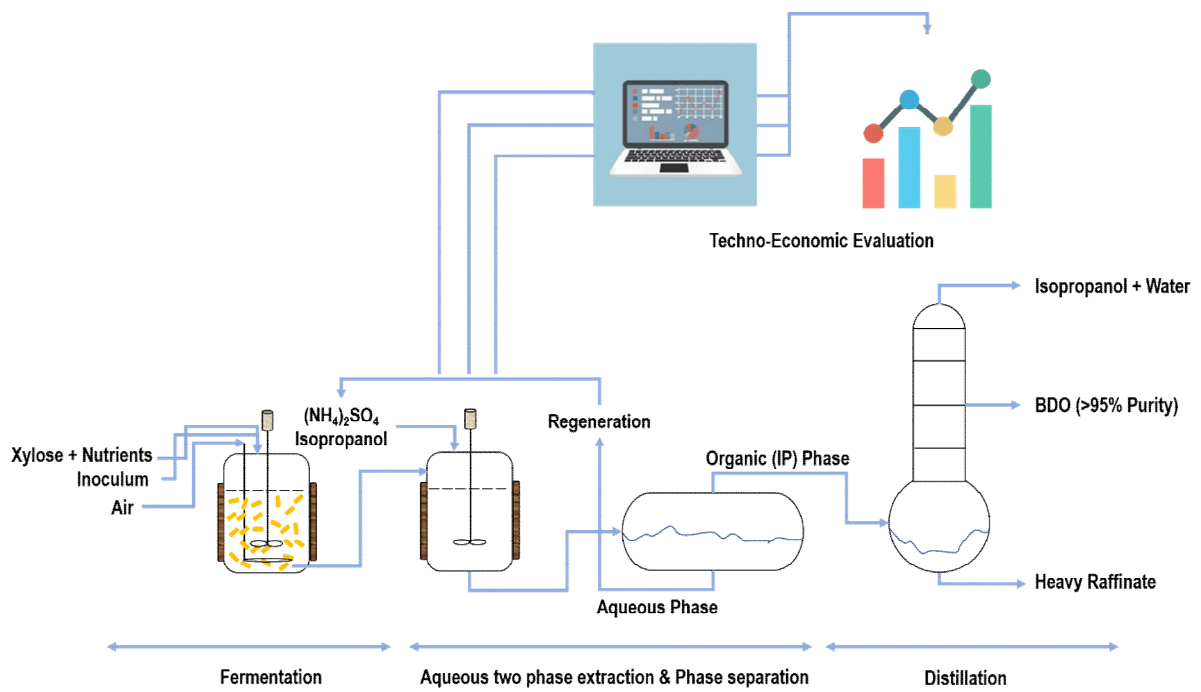 Techno-Economic Evaluation
Isopropanol + Water
(NH₄)₂SO₄
Isopropanol
Regeneration
BDO (>95% Purity)
Xylose + Nutrients
Inoculum
Air
Organic (IP) Phase
Aqueous Phase
Heavy Raffinate
Fermentation
Aqueous two phase extraction & Phase separation
Distillation